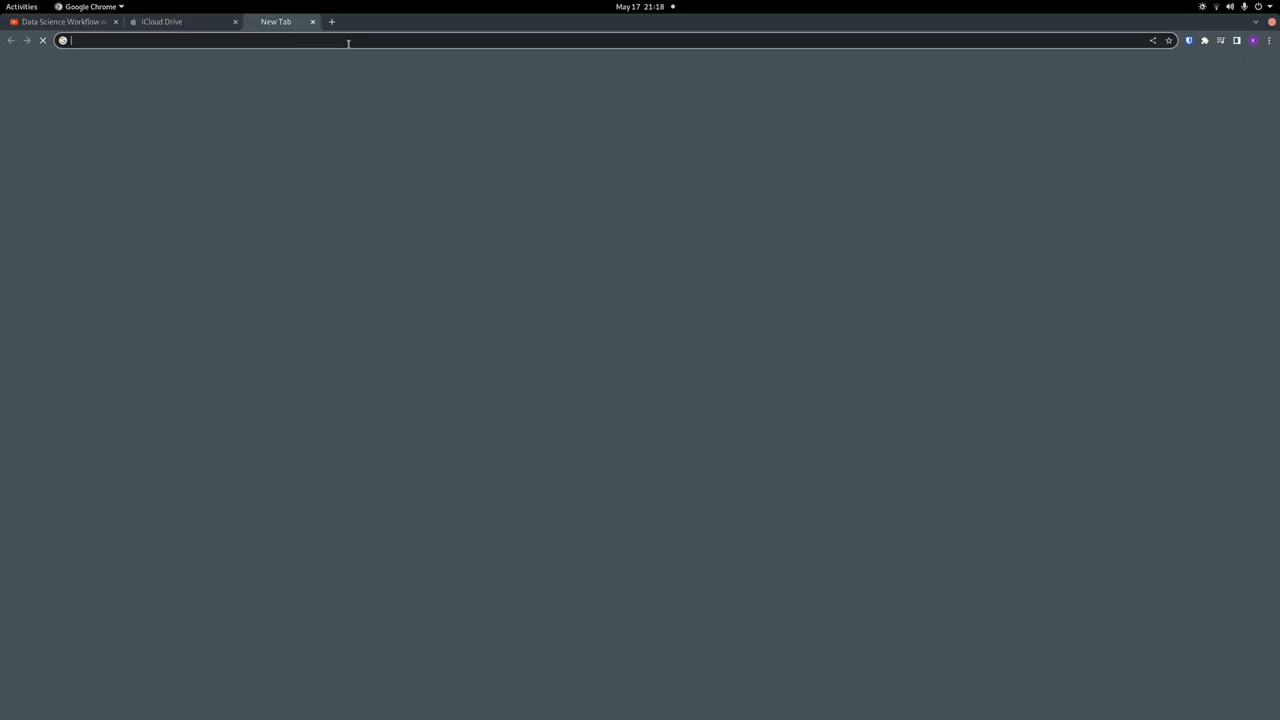 Activities Google Chrome May 17 21:18
Data Science Workflow iCloud Drive New Tab